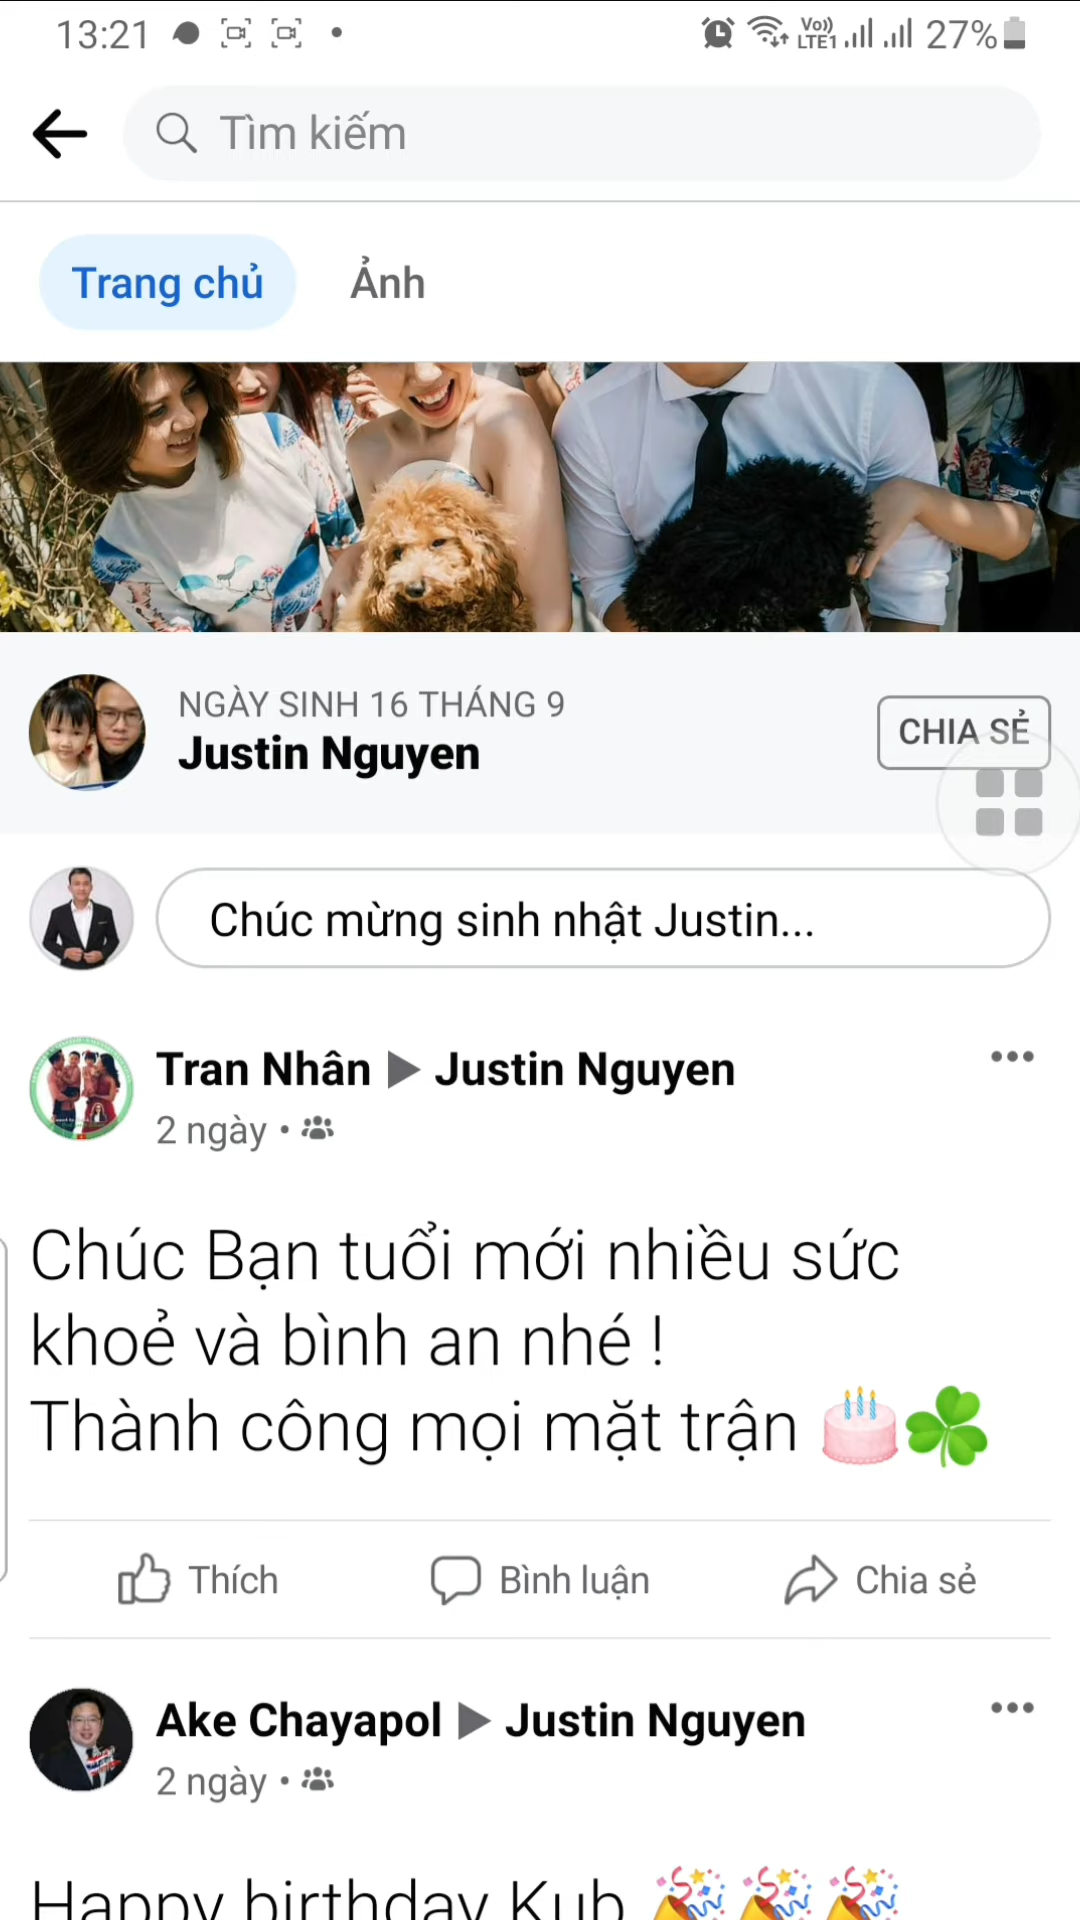 13:21
Vo))
LTE1
27%
Tìm kiếm
Trang chủ
Ảnh
NGÀY SINH 16 THÁNG 9
Justin Nguyen
CHIA SẺ
Chúc mừng sinh nhật Justin...
Tran Nhân ▶ Justin Nguyen
2 ngày •
Chúc Bạn tuổi mới nhiều sức
khoẻ và bình an nhé !
Thành công mọi mặt trận 🎂☘️
Thích
Bình luận
Chia sẻ
Ake Chayapol ▶ Justin Nguyen
2 ngày •
Happy birthday Kub 🎉🎉🎉